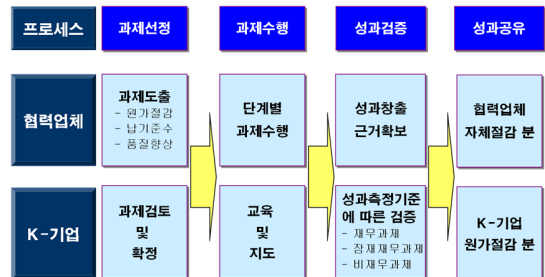 프로세스
과제선정
과제수행
성과검증
성과공유
협력업체
과제도출
- 원가절감
- 납기준수
- 품질향상
단계별
과제수행
성과창출
근거확보
협력업체
자체절감 분
K-기업
과제검토
및
확정
교육
및
지도
성과측정기준
에 따른 검증
- 재무과제
- 잠재재무과제
- 비재무과제
K-기업
원가절감 분